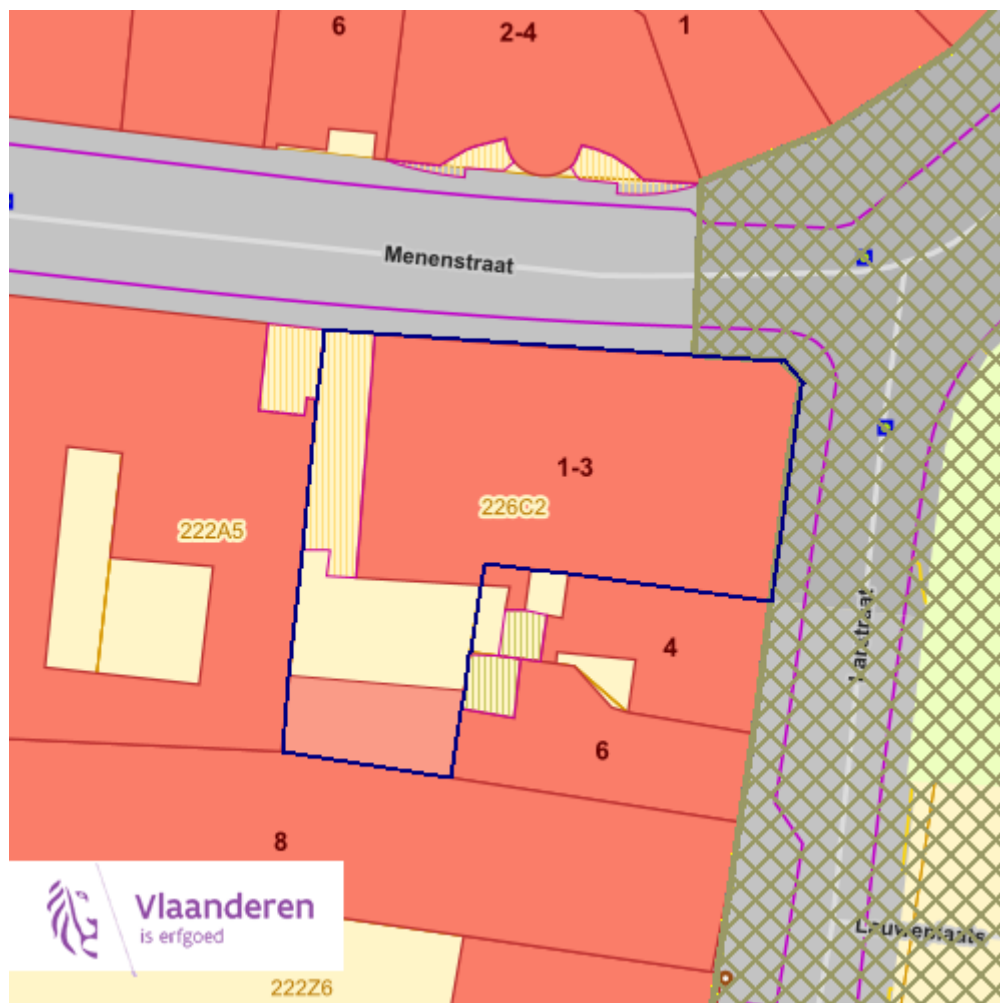 6
2-4
1
Menenstraat
1-3
226C2
222A5
4
6
8
Vlaanderen
is erfgoed
222Z6